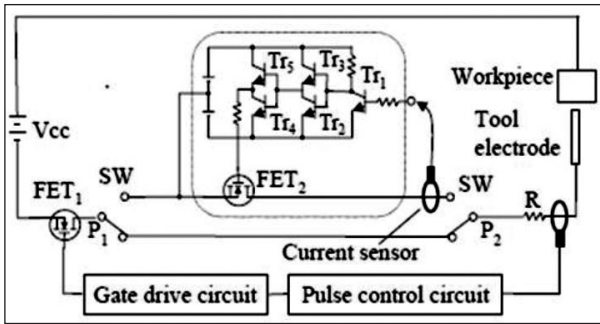 Tr5
Tr3
Tr1
Workpiece
Vcc
Tr4
Tr2
Tool
electrode
SW
FET2
SW
FET1
R
P1
P2
Current sensor
Gate drive circuit
Pulse control circuit